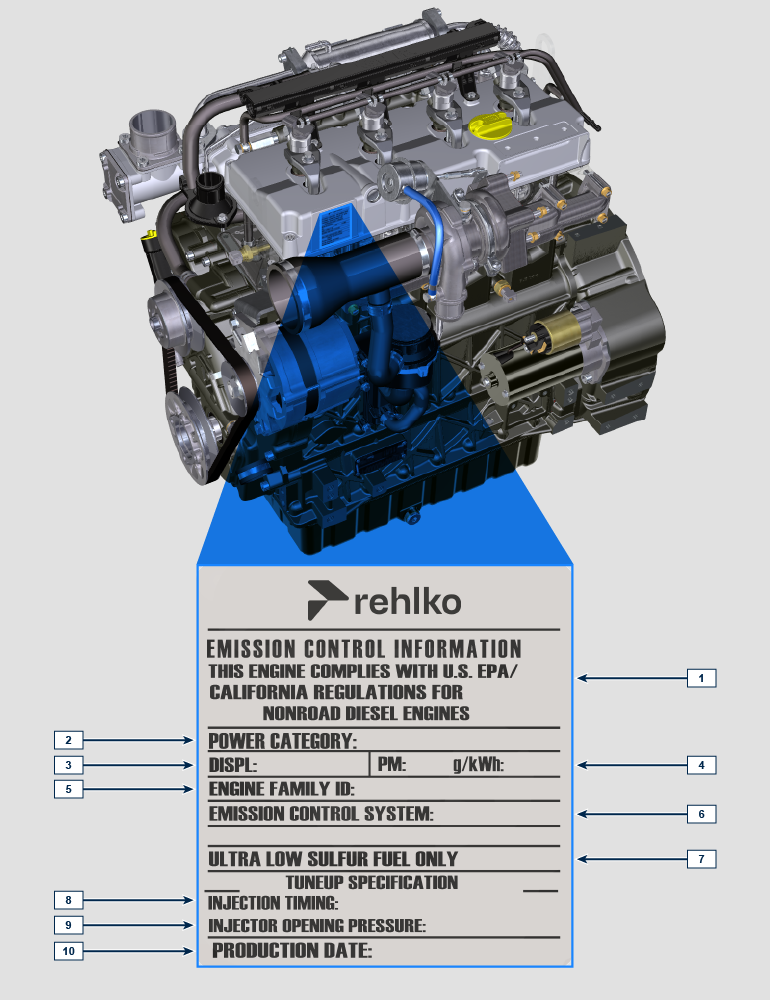 rehlko
EMISSION CONTROL INFORMATION
THIS ENGINE COMPLIES WITH U.S. EPA/
CALIFORNIA REGULATIONS FOR
NONROAD DIESEL ENGINES
1
2 POWER CATEGORY:
3 DISPL: PM: g/kWh: 4
5 ENGINE FAMILY ID:
EMISSION CONTROL SYSTEM: 6
ULTRA LOW SULFUR FUEL ONLY 7
TUNEUP SPECIFICATION
8 INJECTION TIMING:
9 INJECTOR OPENING PRESSURE:
10 PRODUCTION DATE: